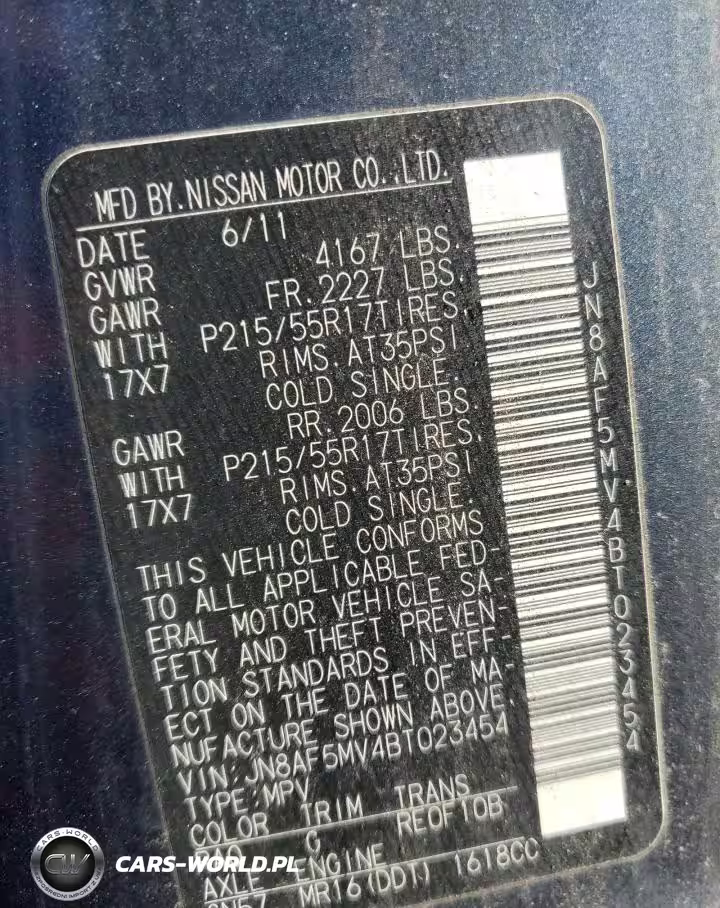 MFD BY.NISSAN MOTOR CO.,LTD.
DATE 6/11
GVWR 4167 LBS.
GAWR FR.2227 LBS.
WITH P215/55R17TIRES.
17X7 RIMS.AT35PSI
COLD SINGLE.
GAWR RR.2006 LBS.
WITH P215/55R17TIRES.
17X7 RIMS.AT35PSI
COLD SINGLE.
THIS VEHICLE CONFORMS
TO ALL APPLICABLE FED-
ERAL MOTOR VEHICLE SA-
FETY AND THEFT PREVEN-
TION STANDARDS IN EFF-
ECT ON THE DATE OF MA-
NUFACTURE SHOWN ABOVE.
VIN:JN8AF5MV4BT023454
TYPE:MPV
COLOR TRIM TRANS
G REOF10B
AXLE ENGINE
MR16(DDT) 1618CC
JN8AF5MV4BT023454
CARS-WORLD
CW
CARS-WORLD.PL